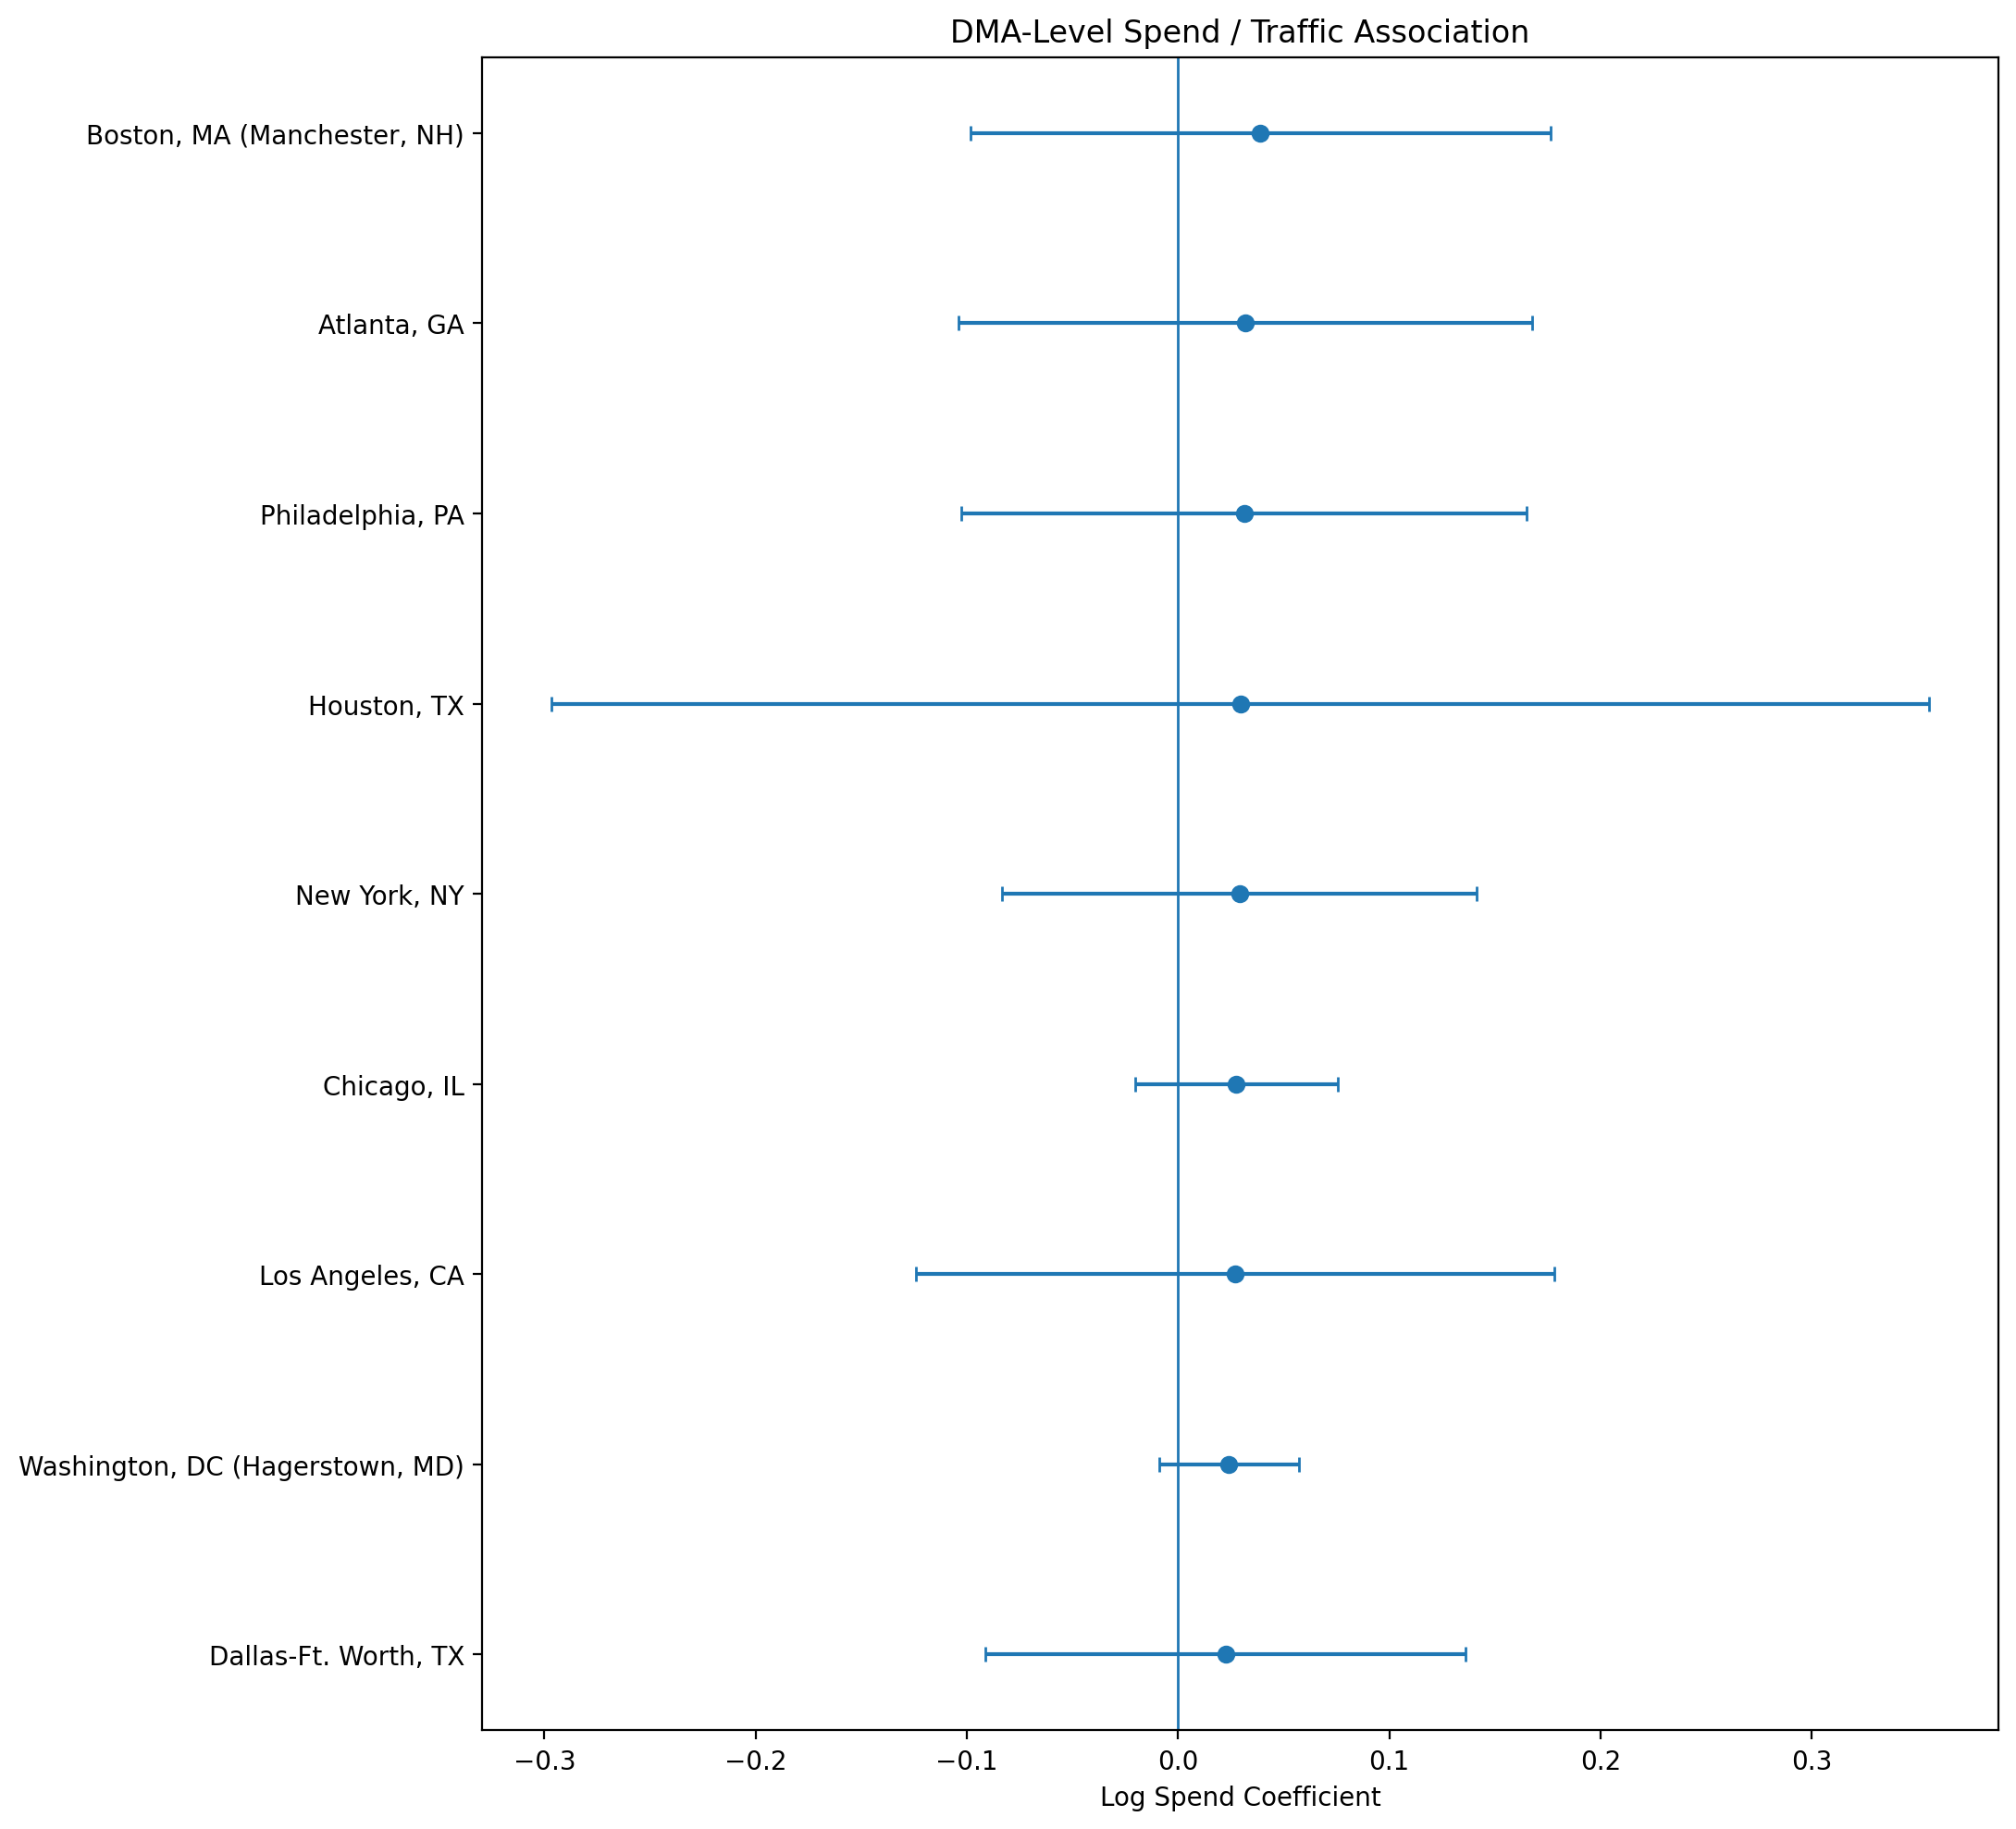 DMA-Level Spend / Traffic Association
Boston, MA (Manchester, NH)
Atlanta, GA
Philadelphia, PA
Houston, TX
New York, NY
Chicago, IL
Los Angeles, CA
Washington, DC (Hagerstown, MD)
Dallas-Ft. Worth, TX
−0.3 −0.2 −0.1 0.0 0.1 0.2 0.3
Log Spend Coefficient